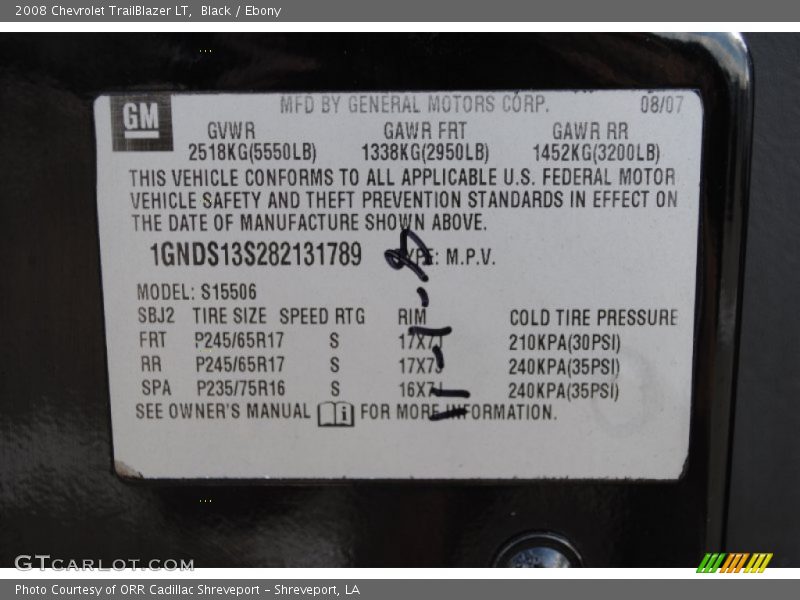 2008 Chevrolet TrailBlazer LT, Black / Ebony
GM
MFD BY GENERAL MOTORS CORP. 08/07
GVWR GAWR FRT GAWR RR
2518KG(5550LB) 1338KG(2950LB) 1452KG(3200LB)
THIS VEHICLE CONFORMS TO ALL APPLICABLE U.S. FEDERAL MOTOR
VEHICLE SAFETY AND THEFT PREVENTION STANDARDS IN EFFECT ON
THE DATE OF MANUFACTURE SHOWN ABOVE.
1GNDS13S282131789 TYPE: M.P.V.
MODEL: S15506
SBJ2 TIRE SIZE SPEED RTG RIM COLD TIRE PRESSURE
FRT P245/65R17 S 17X7J 210KPA(30PSI)
RR P245/65R17 S 17X7J 240KPA(35PSI)
SPA P235/75R16 S 16X7J 240KPA(35PSI)
SEE OWNER'S MANUAL i FOR MORE INFORMATION.
GTCARLOT.COM
Photo Courtesy of ORR Cadillac Shreveport - Shreveport, LA